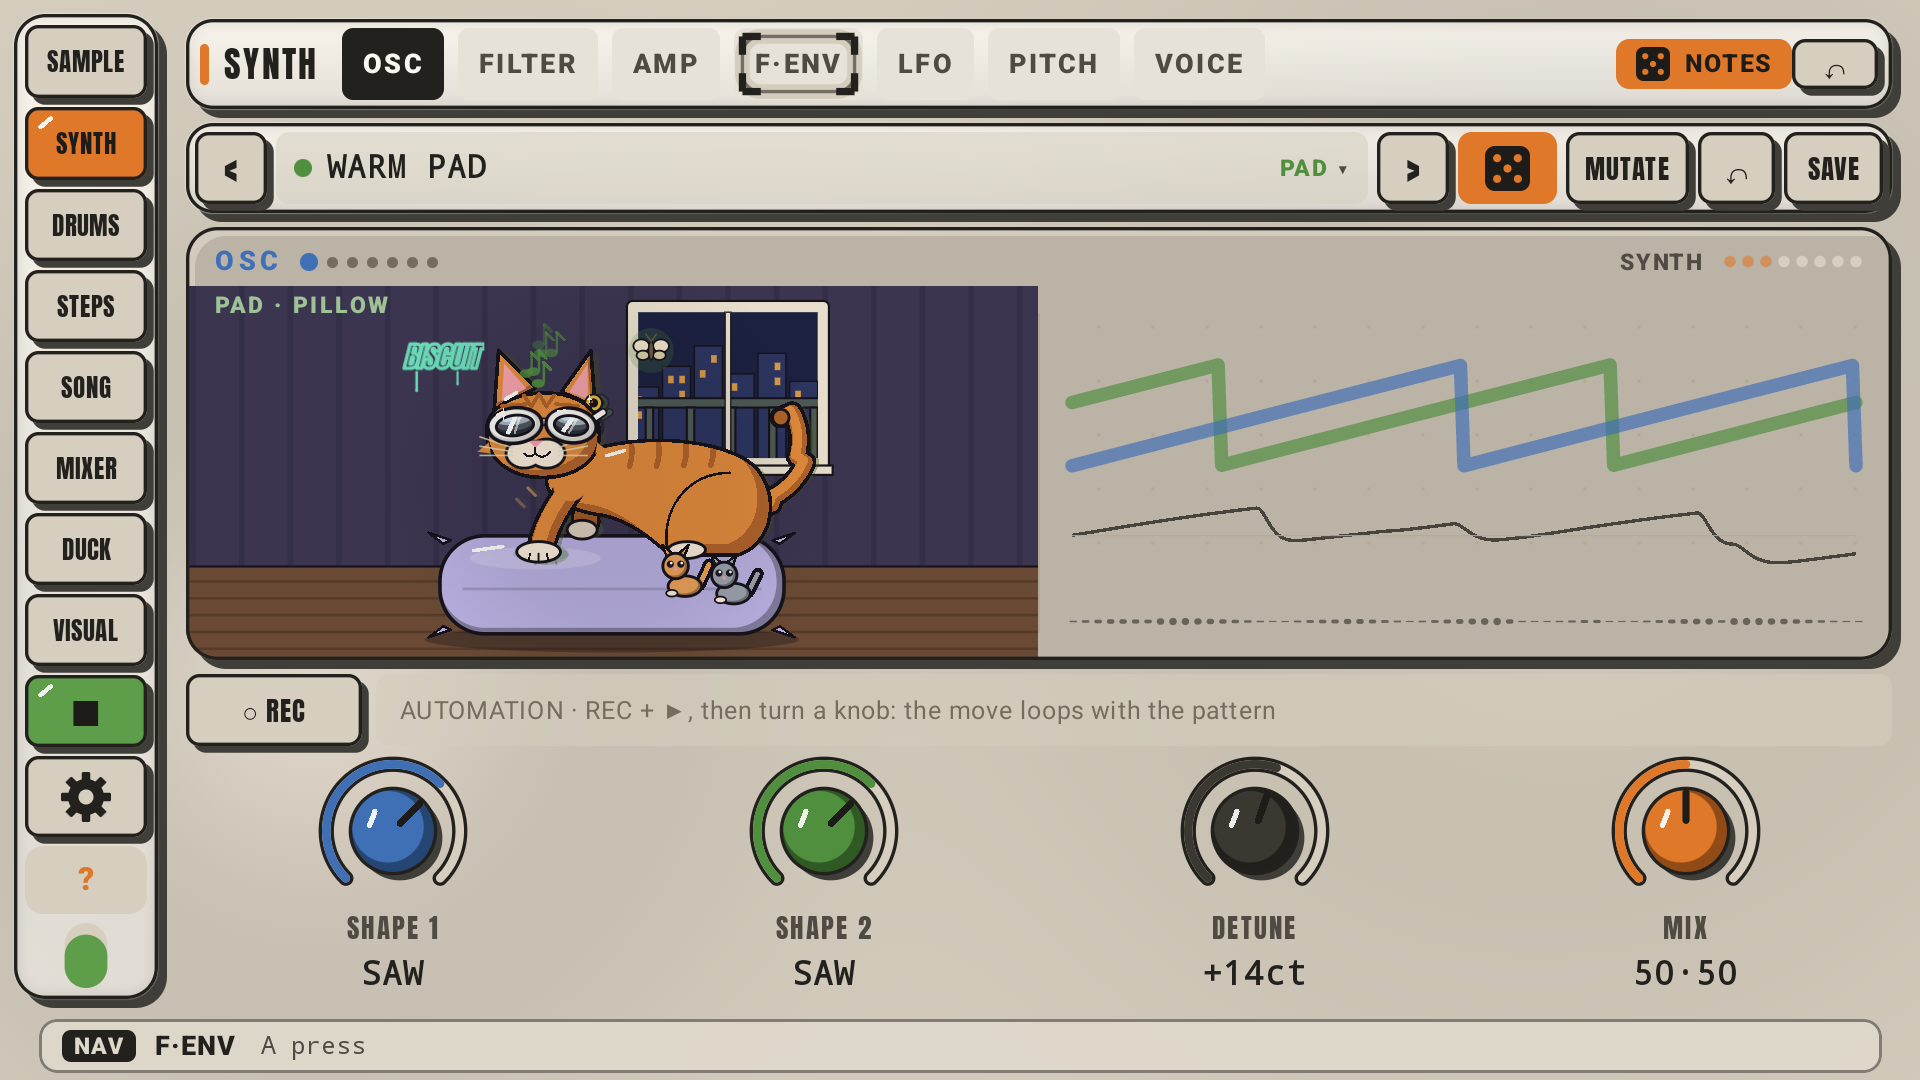 SAMPLE
SYNTH
DRUMS
STEPS
SONG
MIXER
DUCK
VISUAL
?
SYNTH OSC FILTER AMP F·ENV LFO PITCH VOICE NOTES
< WARM PAD PAD ▾ > MUTATE SAVE
OSC SYNTH
PAD · PILLOW
BISCUIT
○ REC AUTOMATION · REC + ►, then turn a knob: the move loops with the pattern
SHAPE 1 SHAPE 2 DETUNE MIX
SAW SAW +14ct 50·50
NAV F·ENV A press